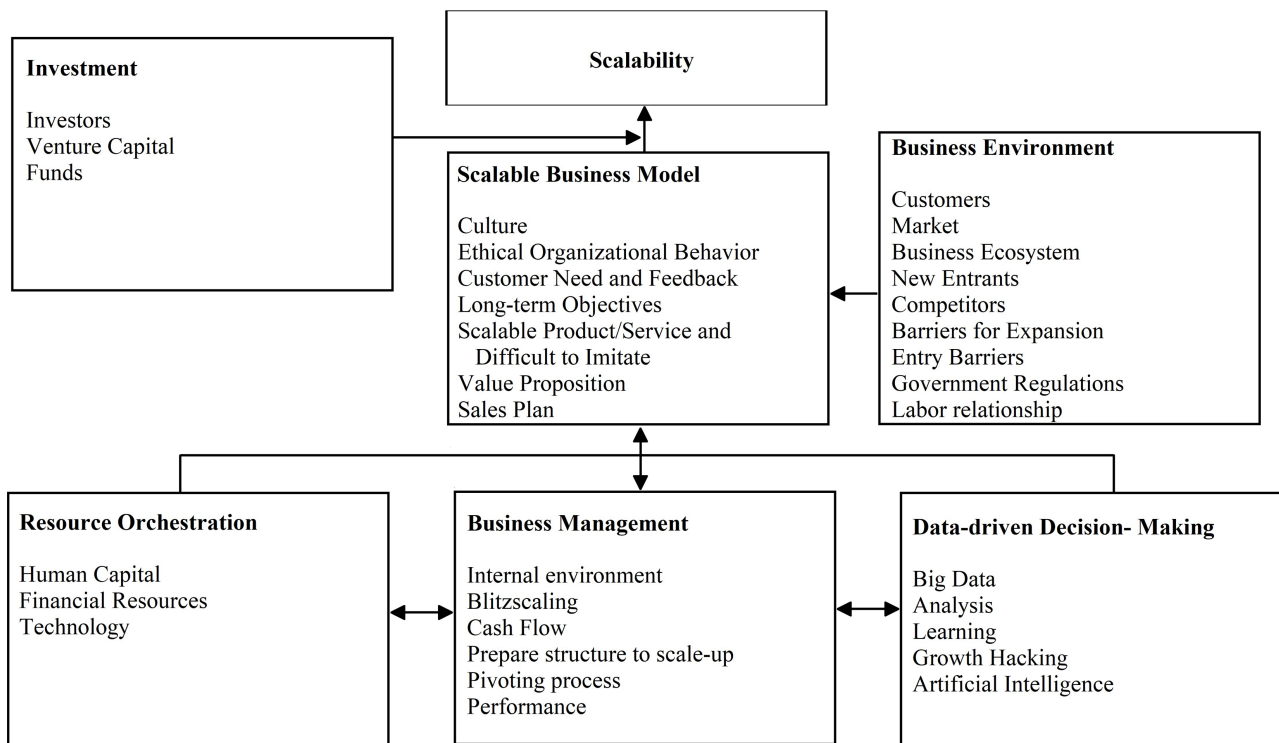 Scalability
Investment
Investors
Venture Capital
Funds
Scalable Business Model
Culture
Ethical Organizational Behavior
Customer Need and Feedback
Long-term Objectives
Scalable Product/Service and
Difficult to Imitate
Value Proposition
Sales Plan
Business Environment
Customers
Market
Business Ecosystem
New Entrants
Competitors
Barriers for Expansion
Entry Barriers
Government Regulations
Labor relationship
Resource Orchestration
Human Capital
Financial Resources
Technology
Business Management
Internal environment
Blitzscaling
Cash Flow
Prepare structure to scale-up
Pivoting process
Performance
Data-driven Decision- Making
Big Data
Analysis
Learning
Growth Hacking
Artificial Intelligence